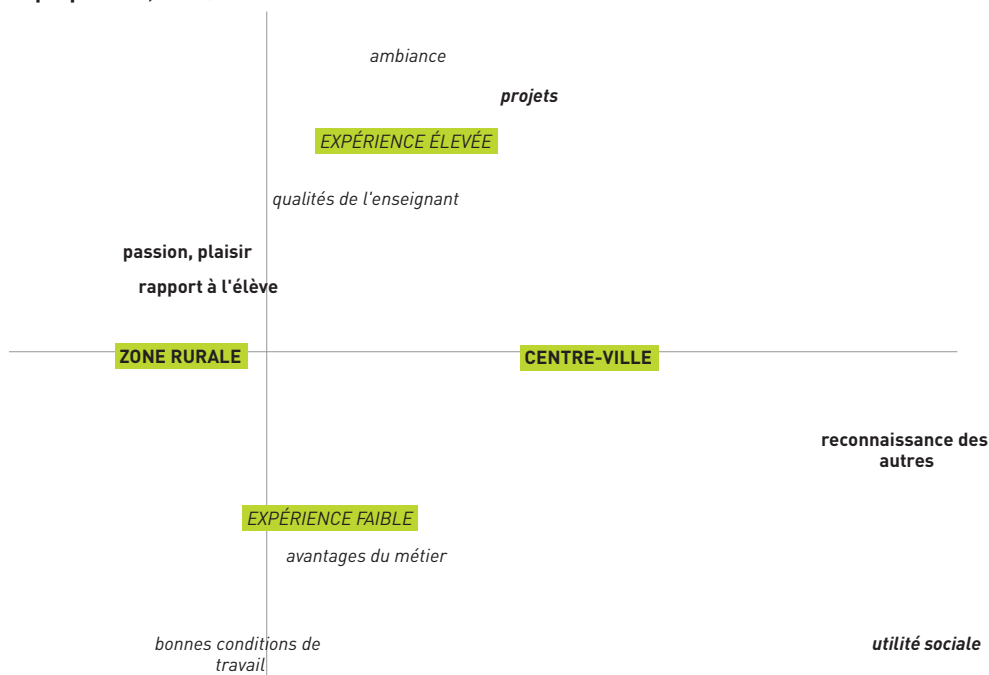 ambiance
projets
EXPÉRIENCE ÉLEVÉE
qualités de l'enseignant
passion, plaisir
rapport à l'élève
ZONE RURALE
CENTRE-VILLE
reconnaissance des
autres
EXPÉRIENCE FAIBLE
avantages du métier
bonnes conditions de
travail
utilité sociale